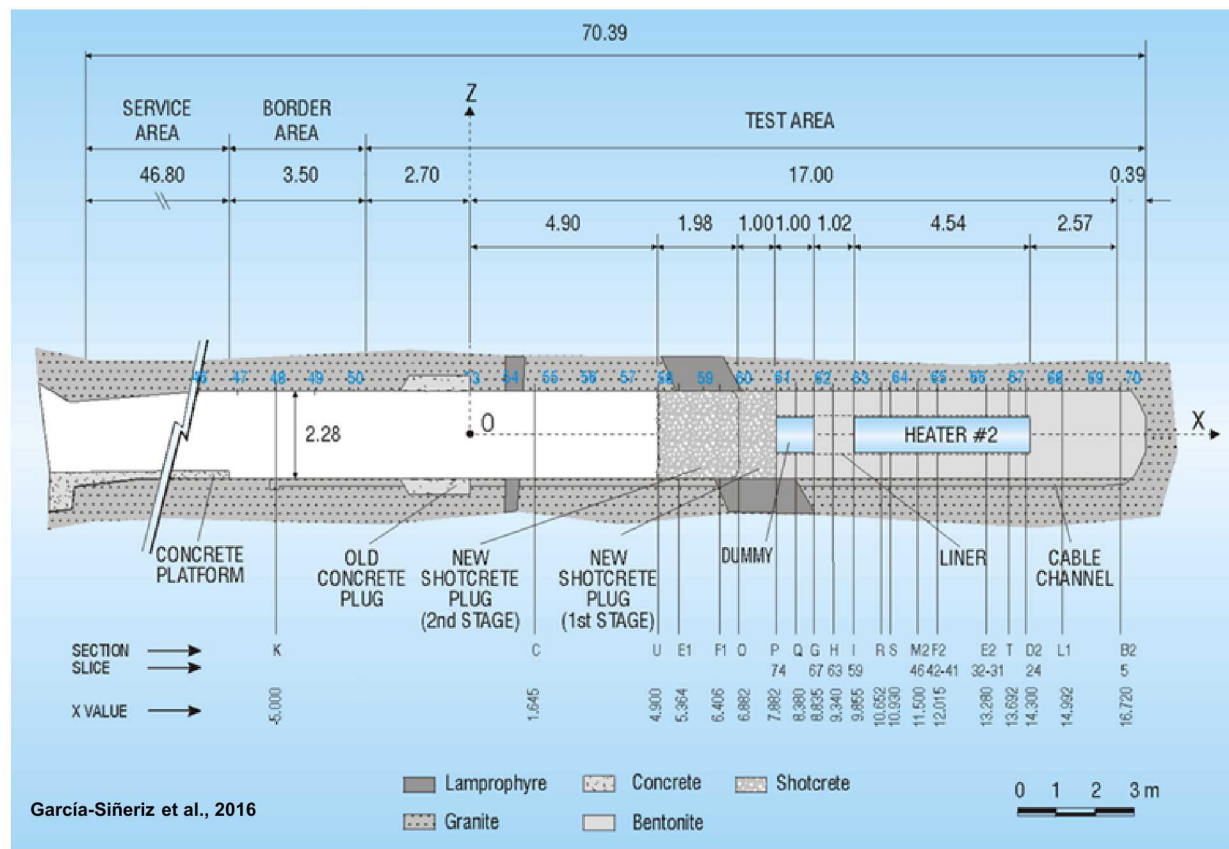 70.39
SERVICE
AREA
BORDER
AREA
Z
TEST AREA
46.80
3.50
2.70
17.00
0.39
4.90
1.98
1.00
1.00
1.02
4.54
2.57
46 47 48 49 50 53 54 55 56 57 58 59 60 61 62 63 64 65 66 67 68 69 70
2.28
O
HEATER #2
X
CONCRETE
PLATFORM
OLD
CONCRETE
PLUG
NEW
SHOTCRETE
PLUG
(2nd STAGE)
NEW
SHOTCRETE
PLUG
(1st STAGE)
DUMMY
LINER
CABLE
CHANNEL
SECTION K C U E1 F1 O P Q G H I R S M2 F2 E2 T D2 L1 B2
SLICE 74 67 63 59 46 42-41 32-31 24 5
X VALUE -5.000 1.645 4.900 5.364 6.406 6.882 7.882 8.380 8.835 9.340 9.855 10.652 10.930 11.500 12.015 13.280 13.692 14.300 14.992 16.720
Lamprophyre Concrete Shotcrete
Granite Bentonite
0 1 2 3 m
García-Siñeriz et al., 2016